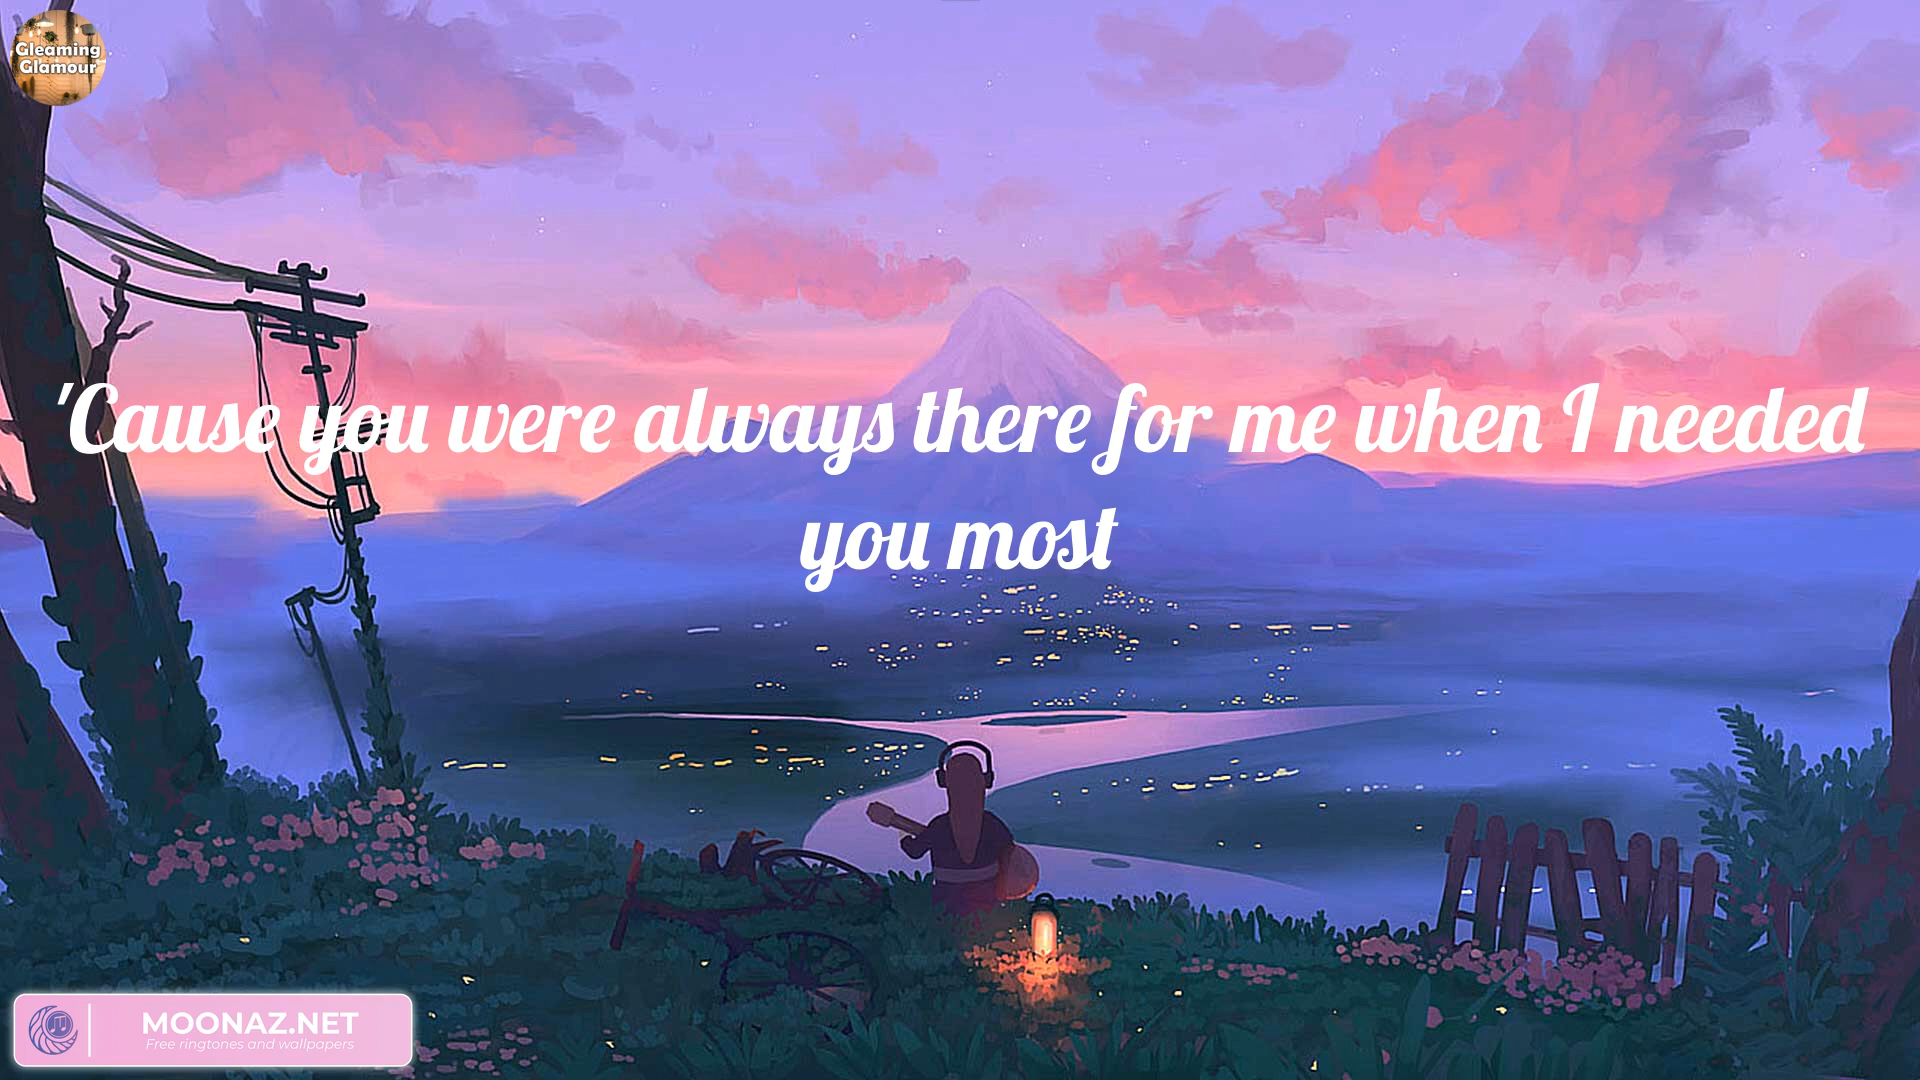 Gleaming
Glamour
'Cause you were always there for me when I needed
you most
MOONAZ.NET
Free ringtones and wallpapers